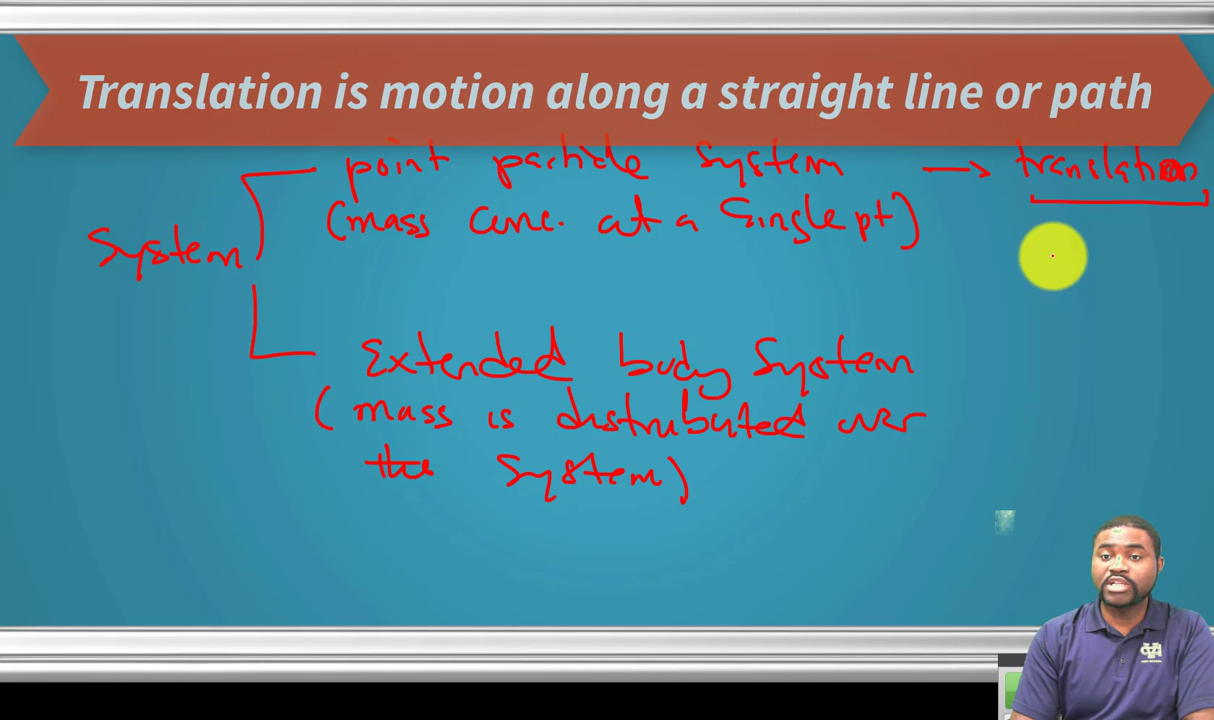 Translation is motion along a straight line or path
point particle system → translation
(mass conc. at a single pt)
System
Extended body System
(mass is distributed over
the system)